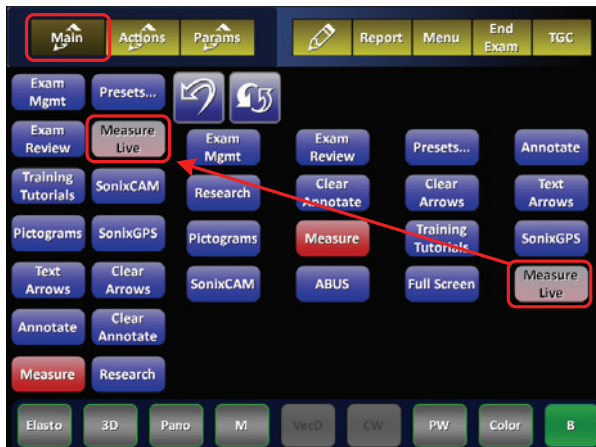 Main
Actions
Params
Report
Menu
End
Exam
TGC
Exam
Mgmt
Presets...
5
Exam
Review
Measure
Live
Exam
Mgmt
Exam
Review
Presets...
Annotate
Training
Tutorials
SonixCAM
Research
Clear
Annotate
Clear
Arrows
Text
Arrows
Pictograms
SonixGPS
Pictograms
Measure
Training
Tutorials
SonixGPS
Text
Arrows
Clear
Arrows
SonixCAM
ABUS
Full Screen
Measure
Live
Annotate
Clear
Annotate
Measure
Research
Elasto
3D
Pano
M
VecD
CW
PW
Color
B